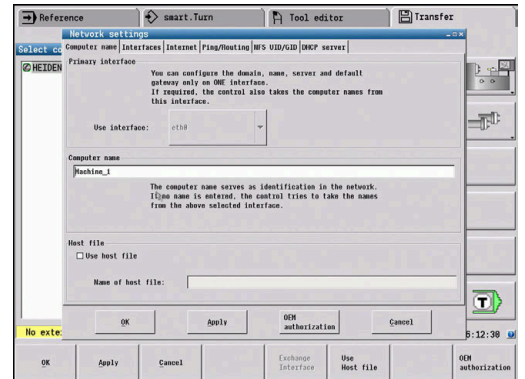 Reference
smart.Turn
Tool editor
Transfer
Network settings
Select co
Computer name Interfaces Internet Ping/Routing NFS UID/GID DHCP server
HEIDEN
Primary interface
You can configure the domain, name, server and default
gateway only on ONE interface.
If required, the control also takes the computer names from
this interface.
Use interface: eth0
Computer name
Machine_1
The computer name serves as identification in the network.
If no name is entered, the control tries to take the names
from the above selected interface.
Host file
Use host file
Name of host file:
T
OK Apply OEM authorization Cancel
No exte
6:12:30
OK Apply Cancel Exchange Interface Use Host file OEM authorization